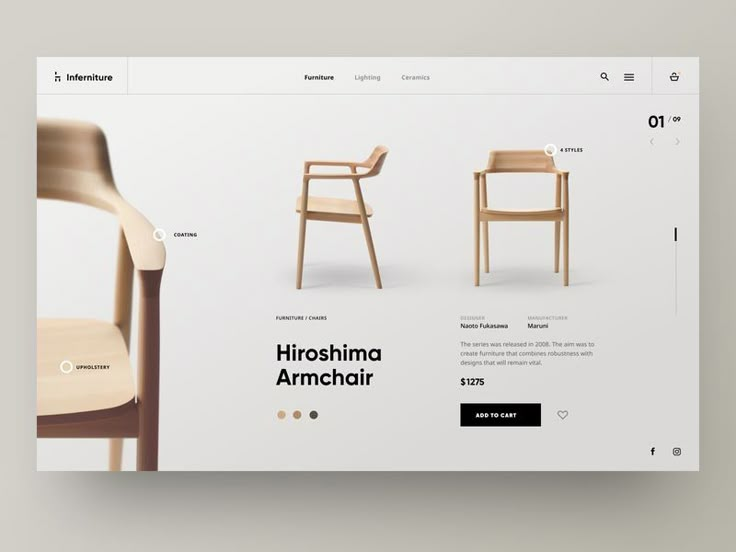 Inferniture
Furniture
Lighting
Ceramics
01 / 09
4 STYLES
COATING
UPHOLSTERY
FURNITURE / CHAIRS
Hiroshima
Armchair
DESIGNER
Naoto Fukasawa
MANUFACTURER
Maruni
The series was released in 2008. The aim was to
create furniture that combines robustness with
designs that will remain vital.
$1275
ADD TO CART